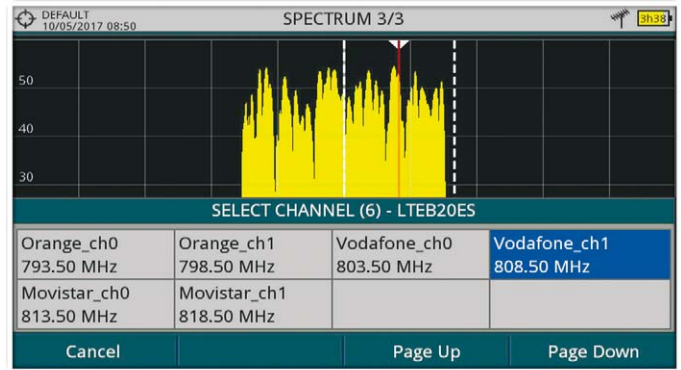 DEFAULT
10/05/2017 08:50
SPECTRUM 3/3
3h38
50
40
30
SELECT CHANNEL (6) - LTEB20ES
Orange_ch0 Orange_ch1 Vodafone_ch0 Vodafone_ch1
793.50 MHz 798.50 MHz 803.50 MHz 808.50 MHz
Movistar_ch0 Movistar_ch1
813.50 MHz 818.50 MHz
Cancel Page Up Page Down